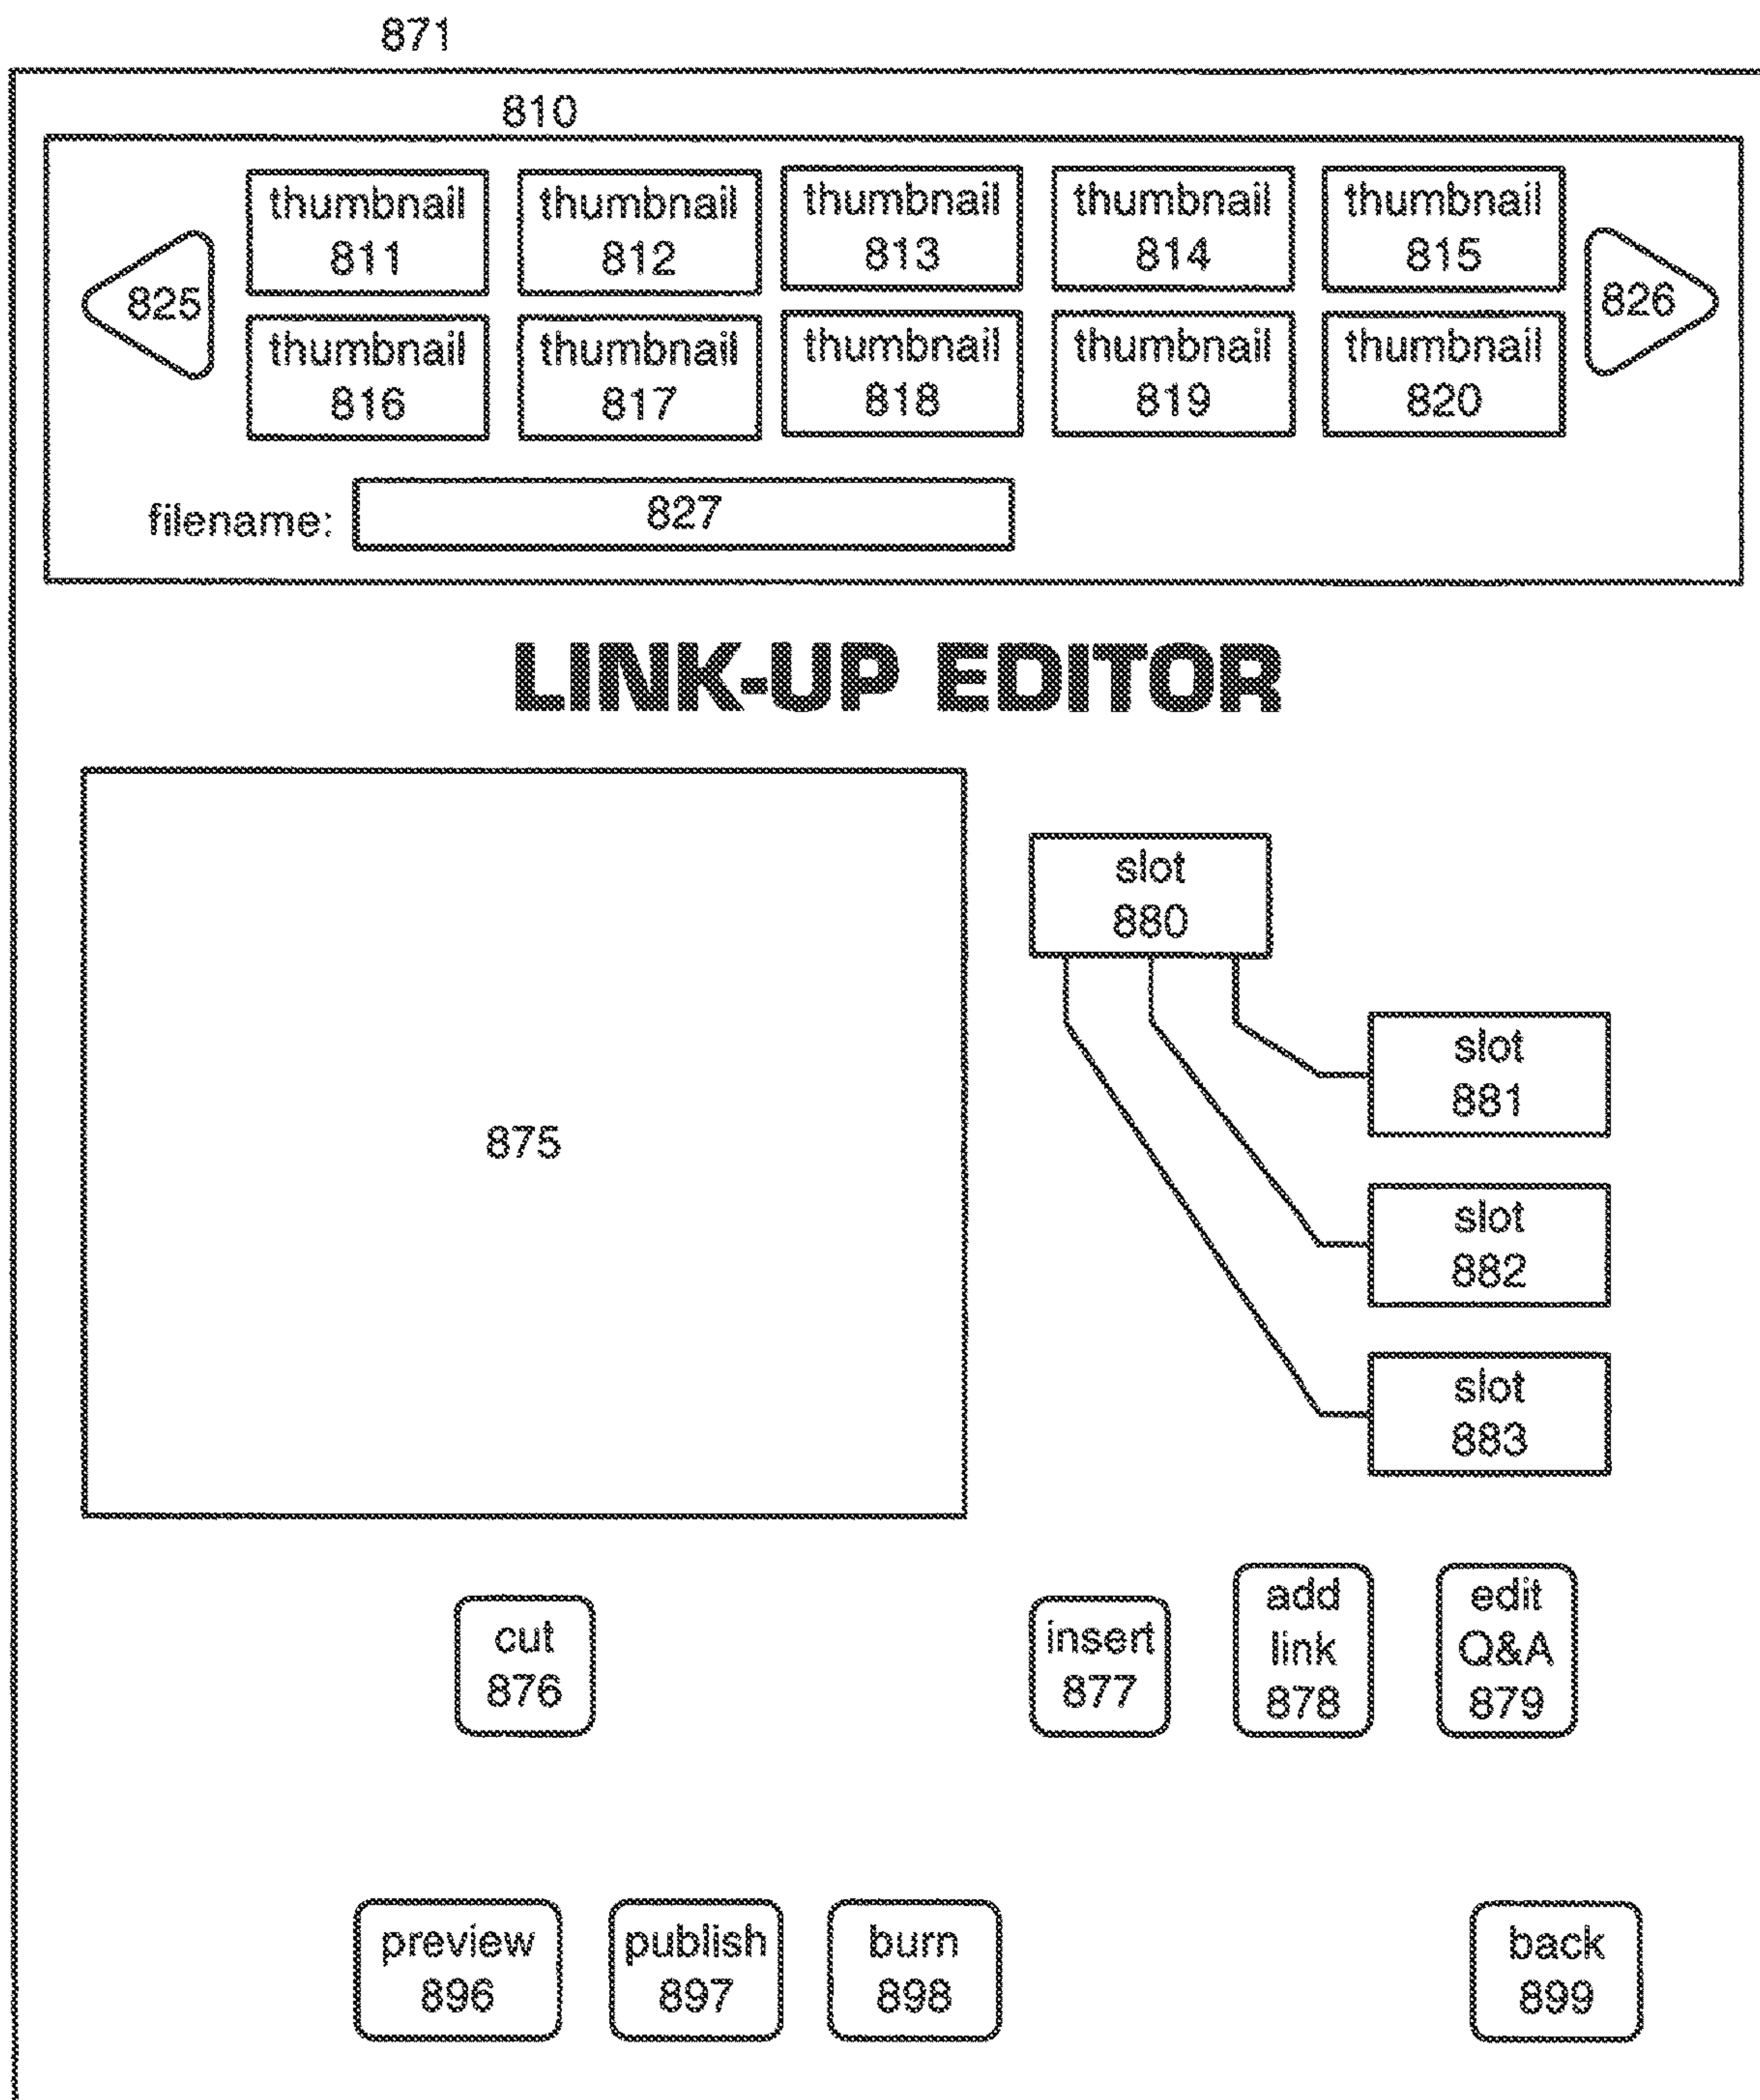 871
810
thumbnail
811
thumbnail
812
thumbnail
813
thumbnail
814
thumbnail
815
825
826
thumbnail
816
thumbnail
817
thumbnail
818
thumbnail
819
thumbnail
820
filename:
827
LINK-UP EDITOR
875
slot
880
slot
881
slot
882
slot
883
cut
876
insert
877
add
link
878
edit
Q&A
879
preview
896
publish
897
burn
898
back
899